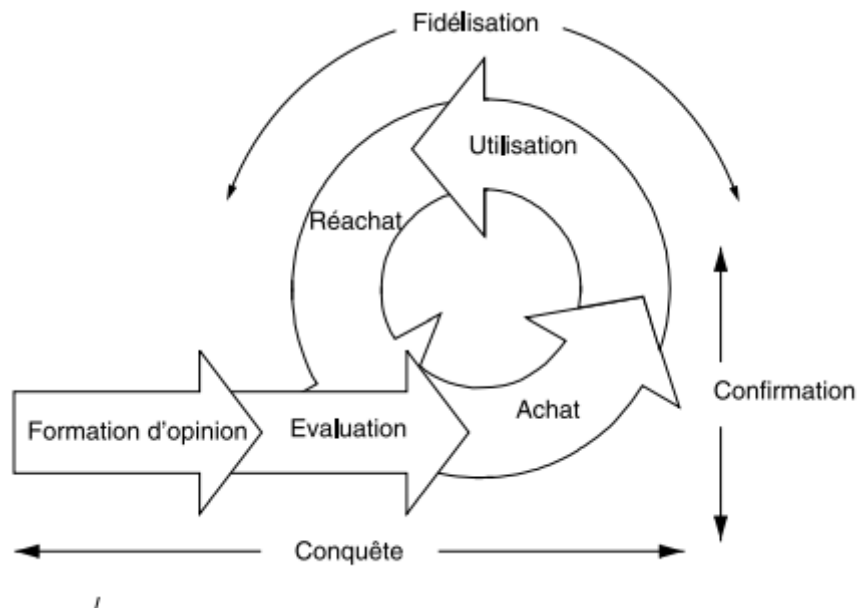 Fidélisation
Utilisation
Réachat
Confirmation
Achat
Formation d'opinion
Evaluation
Conquête